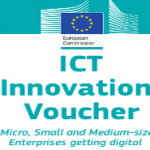 European
Commission
ICT
Innovation
Voucher
Micro, Small and Medium-size
Enterprises getting digital